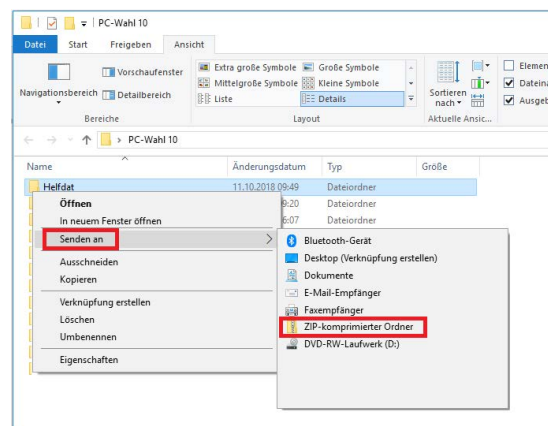 PC-Wahl 10
Datei Start Freigeben Ansicht
Navigationsbereich
Vorschaufenster
Detailbereich
Bereiche
Extra große Symbole Große Symbole
Mittelgroße Symbole Kleine Symbole
Liste Details
Layout
Sortieren
nach
Elemen
Dateina
Ausgeb
Aktuelle Ansic...
PC-Wahl 10
Name Änderungsdatum Typ Größe
Helfdat 11.10.2018 09:49 Dateiordner
9:20 Dateiordner
6:07 Dateiordner
Öffnen
In neuem Fenster öffnen
Senden an
Ausschneiden
Kopieren
Verknüpfung erstellen
Löschen
Umbenennen
Eigenschaften
Bluetooth-Gerät
Desktop (Verknüpfung erstellen)
Dokumente
E-Mail-Empfänger
Faxempfänger
ZIP-komprimierter Ordner
DVD-RW-Laufwerk (D:)